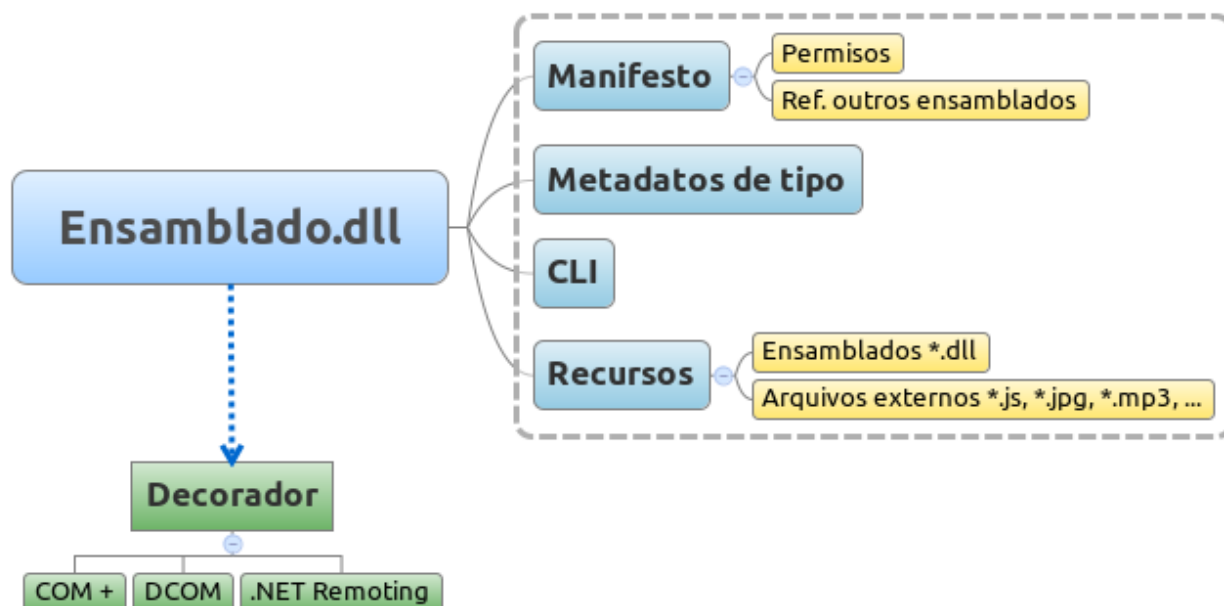 Manifesto
Permisos
Ref. outros ensamblados
Metadatos de tipo
Ensamblado.dll
CLI
Recursos
Ensamblados *.dll
Arquivos externos *.js, *.jpg, *.mp3, ...
Decorador
COM +
DCOM
.NET Remoting